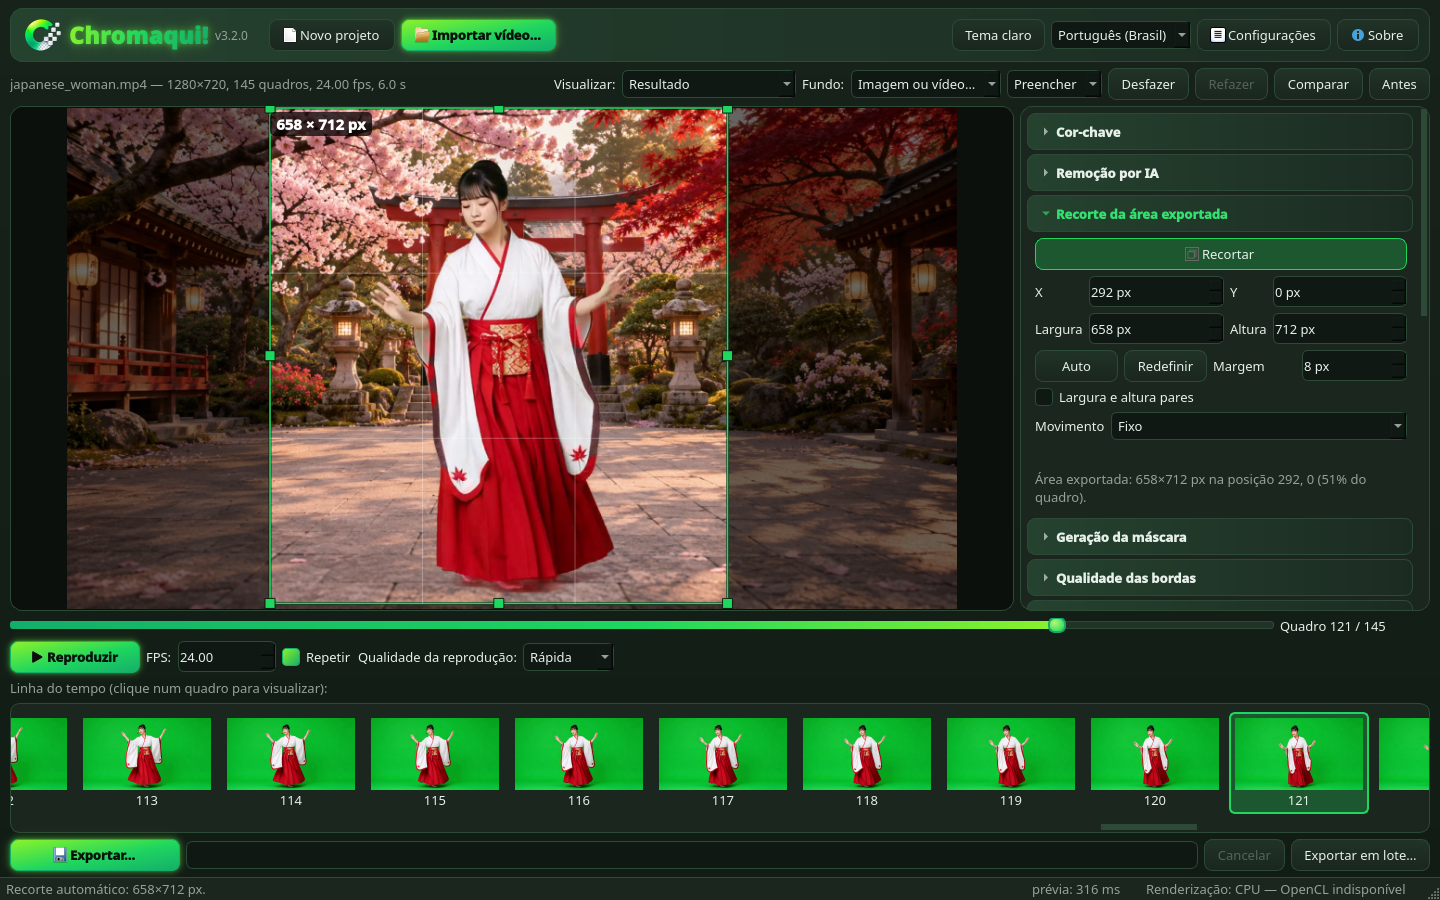 Chromaqui! v3.2.0 Novo projeto Importar vídeo... Tema claro Português (Brasil) Configurações Sobre
japanese_woman.mp4 — 1280×720, 145 quadros, 24.00 fps, 6.0 s Visualizar: Resultado Fundo: Imagem ou vídeo... Preencher Desfazer Refazer Comparar Antes
658 × 712 px
Cor-chave
Remoção por IA
Recorte da área exportada
Recortar
X 292 px Y 0 px
Largura 658 px Altura 712 px
Auto Redefinir Margem 8 px
Largura e altura pares
Movimento Fixo
Área exportada: 658×712 px na posição 292, 0 (51% do
quadro).
Geração da máscara
Qualidade das bordas
Quadro 121 / 145
Reproduzir FPS: 24.00 Repetir Qualidade da reprodução: Rápida
Linha do tempo (clique num quadro para visualizar):
2 113 114 115 116 117 118 119 120 121
Exportar... Cancelar Exportar em lote...
Recorte automático: 658×712 px. prévia: 316 ms Renderização: CPU — OpenCL indisponível